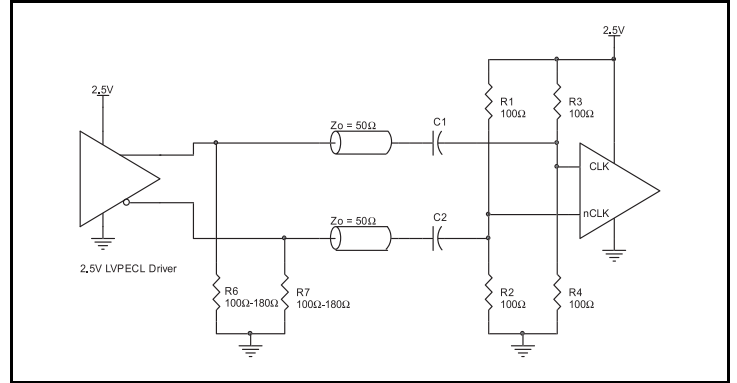 2.5V
2.5V
R1
100Ω
R3
100Ω
Zo = 50Ω
C1
CLK
nCLK
Zo = 50Ω
C2
2.5V LVPECL Driver
R6
100Ω-180Ω
R7
100Ω-180Ω
R2
100Ω
R4
100Ω